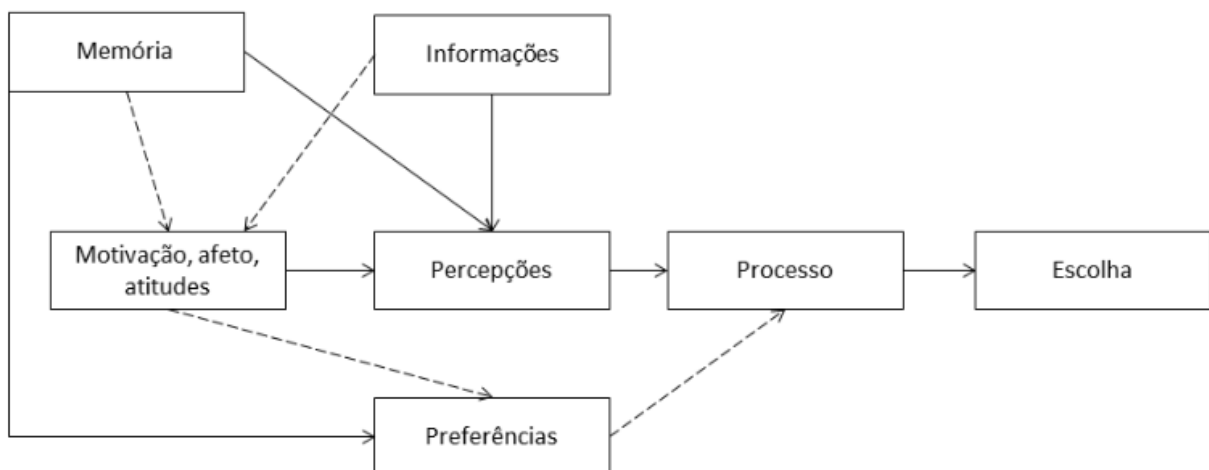 Memória
Informações
Motivação, afeto,
atitudes
Percepções
Processo
Escolha
Preferências